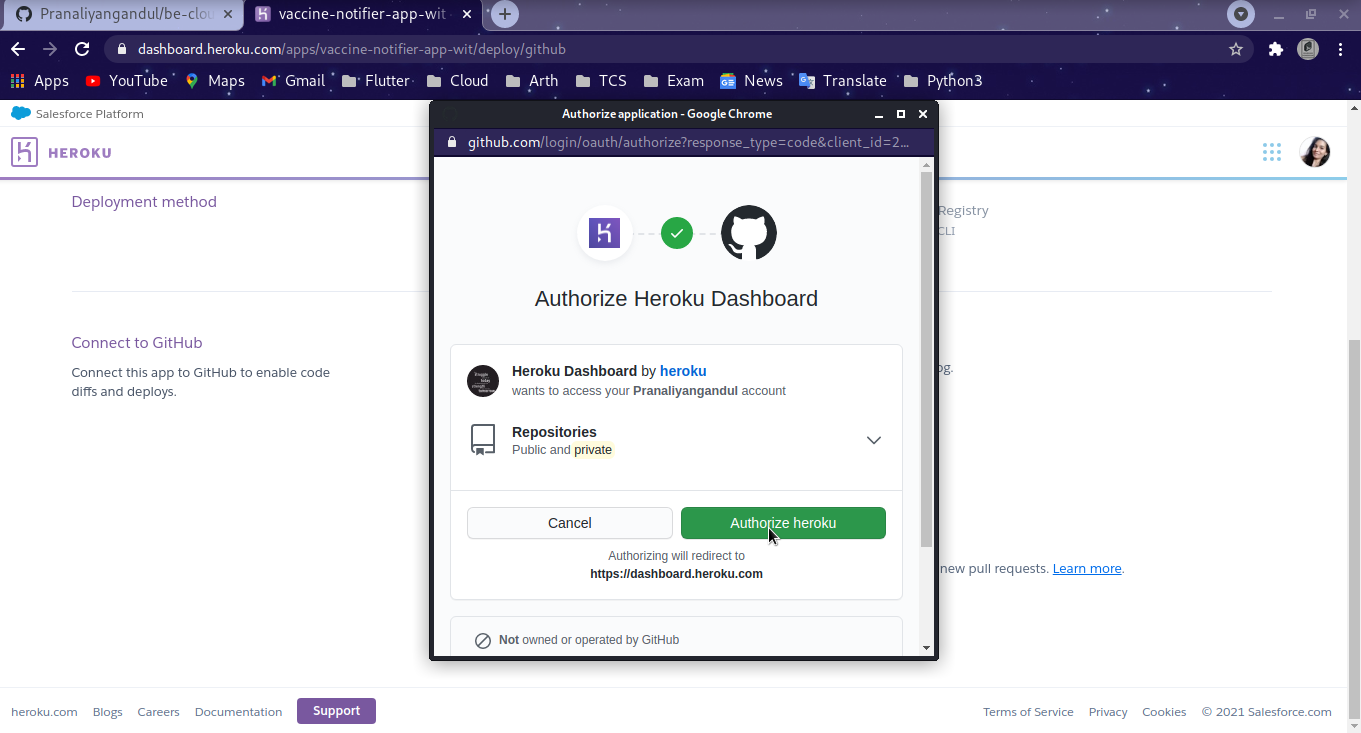 Pranaliyangandul/be-clou
vaccine-notifier-app-wit
dashboard.heroku.com/apps/vaccine-notifier-app-wit/deploy/github
Apps YouTube Maps Gmail Flutter Cloud Arth TCS Exam News Translate Python3
Salesforce Platform
HEROKU
Authorize application - Google Chrome
github.com/login/oauth/authorize?response_type=code&client_id=2...
Deployment method
Registry
CLI
Authorize Heroku Dashboard
Connect to GitHub
Connect this app to GitHub to enable code
diffs and deploys.
og.
Heroku Dashboard by heroku
wants to access your Pranaliyangandul account
Repositories
Public and private
Cancel
Authorize heroku
Authorizing will redirect to
https://dashboard.heroku.com
new pull requests. Learn more.
Not owned or operated by GitHub
heroku.com Blogs Careers Documentation Support
Terms of Service Privacy Cookies © 2021 Salesforce.com